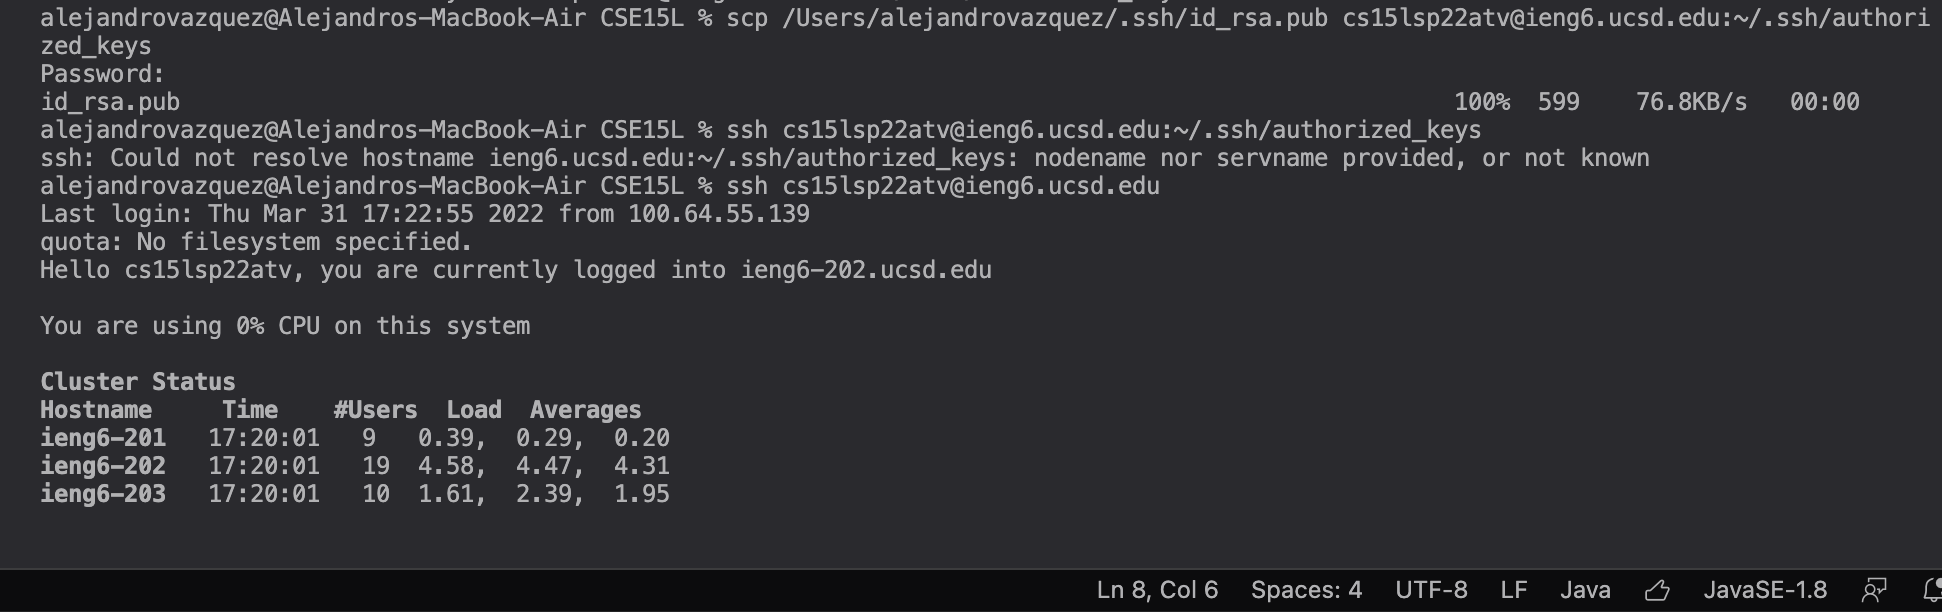 alejandrovazquez@Alejandros-MacBook-Air CSE15L % scp /Users/alejandrovazquez/.ssh/id_rsa.pub cs15lsp22atv@ieng6.ucsd.edu:~/.ssh/authori
zed_keys
Password:
id_rsa.pub 100% 599 76.8KB/s 00:00
alejandrovazquez@Alejandros-MacBook-Air CSE15L % ssh cs15lsp22atv@ieng6.ucsd.edu:~/.ssh/authorized_keys
ssh: Could not resolve hostname ieng6.ucsd.edu:~/.ssh/authorized_keys: nodename nor servname provided, or not known
alejandrovazquez@Alejandros-MacBook-Air CSE15L % ssh cs15lsp22atv@ieng6.ucsd.edu
Last login: Thu Mar 31 17:22:55 2022 from 100.64.55.139
quota: No filesystem specified.
Hello cs15lsp22atv, you are currently logged into ieng6-202.ucsd.edu
You are using 0% CPU on this system
Cluster Status
Hostname Time #Users Load Averages
ieng6-201 17:20:01 9 0.39, 0.29, 0.20
ieng6-202 17:20:01 19 4.58, 4.47, 4.31
ieng6-203 17:20:01 10 1.61, 2.39, 1.95
Ln 8, Col 6 Spaces: 4 UTF-8 LF Java JavaSE-1.8